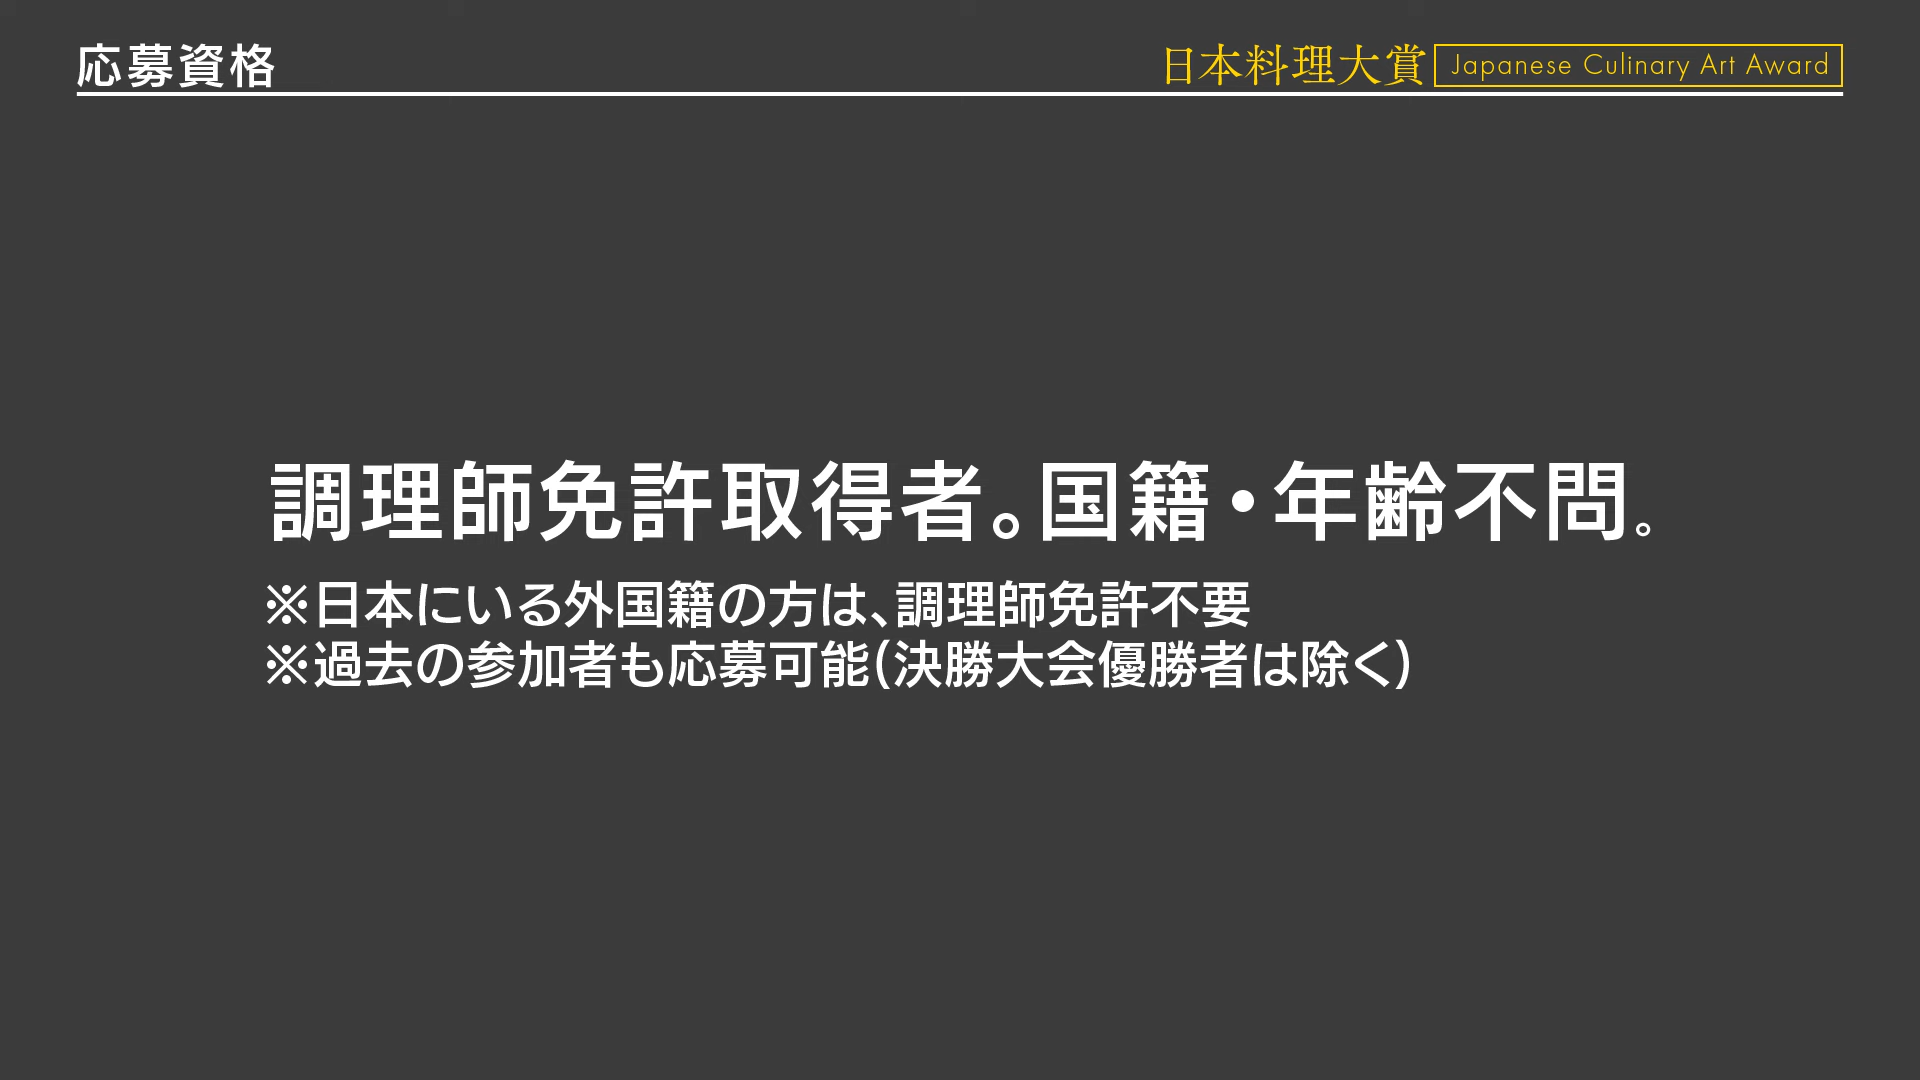 応募資格
日本料理大賞 Japanese Culinary Art Award
調理師免許取得者。国籍・年齢不問。
※日本にいる外国籍の方は、調理師免許不要
※過去の参加者も応募可能(決勝大会優勝者は除く)